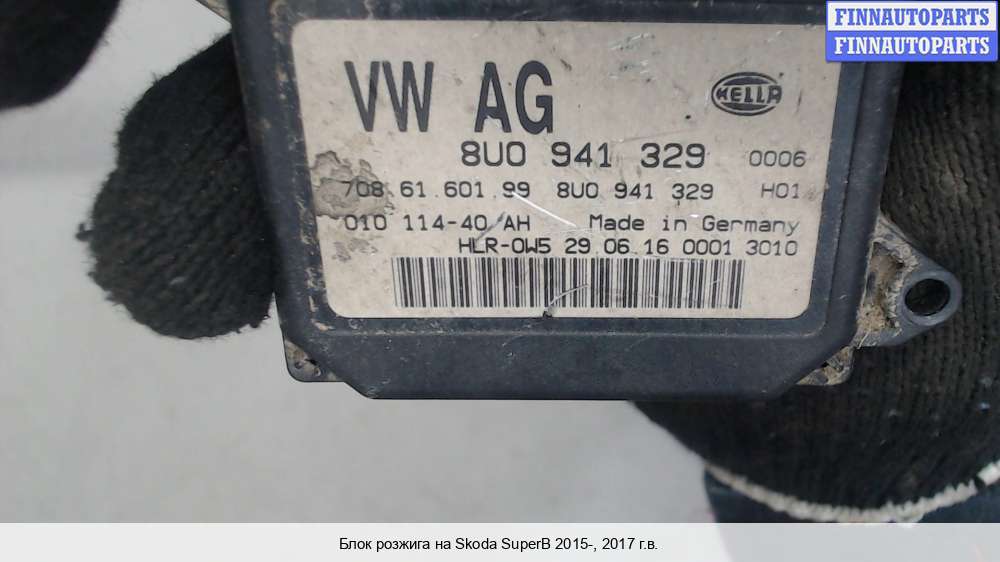 FINNAUTOPARTS
FINNAUTOPARTS
VW AG
HELLA
8U0 941 329 0006
708.61.601.99 8U0 941 329 H01
010 114-40 AH Made in Germany
HLR-0W5 29.06.16 0001 3010
Блок розжига на Skoda SuperB 2015-, 2017 г.в.